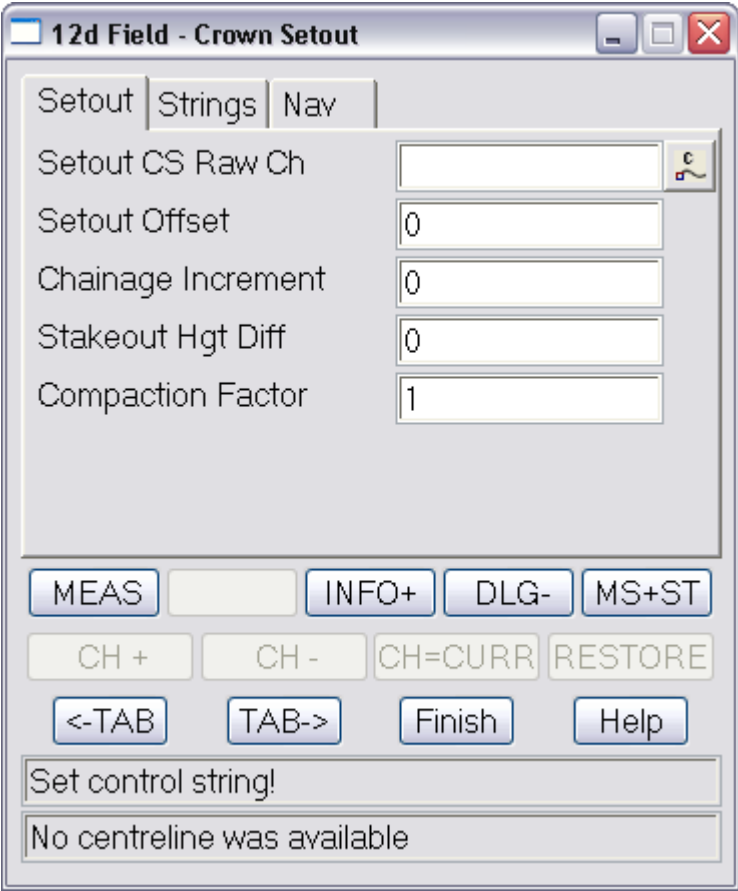 12d Field - Crown Setout
Setout Strings Nav
Setout CS Raw Ch c
Setout Offset 0
Chainage Increment 0
Stakeout Hgt Diff 0
Compaction Factor 1
MEAS INFO+ DLG- MS+ST
CH + CH - CH=CURR RESTORE
<-TAB TAB-> Finish Help
Set control string!
No centreline was available